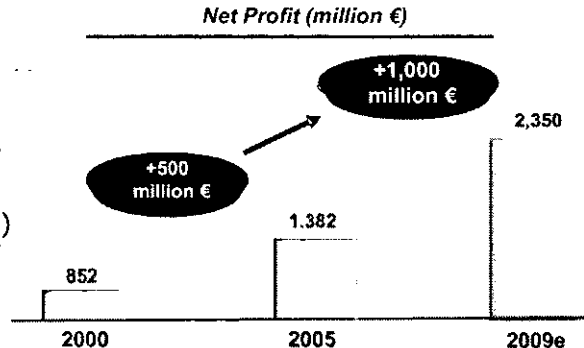 Net Profit (million €)
+1,000
million €
2,350
+500
million €
)
1.382
852
2000 2005 2009e